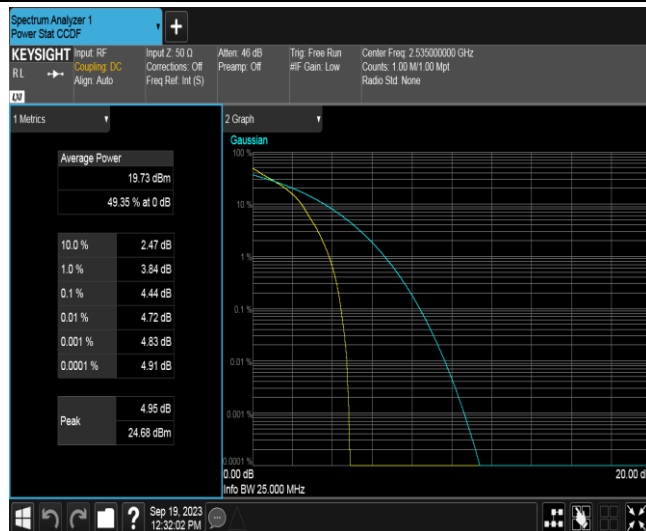 Spectrum Analyzer 1
Power Stat CCDF
+
KEYSIGHT
RL
Input: RF
Coupling: DC
Align: Auto
Input Z: 50 Ω
Corrections: Off
Freq Ref: Int (S)
Atten: 46 dB
Preamp: Off
Trig: Free Run
#IF Gain: Low
Center Freq: 2.535000000 GHz
Counts: 1.00 M/1.00 Mpt
Radio Std: None
1 Metrics
Average Power
19.73 dBm
49.35 % at 0 dB
10.0 % 2.47 dB
1.0 % 3.84 dB
0.1 % 4.44 dB
0.01 % 4.72 dB
0.001 % 4.83 dB
0.0001 % 4.91 dB
Peak
4.95 dB
24.68 dBm
2 Graph
Gaussian
100 %
10 %
1 %
0.1 %
0.01 %
0.001 %
0.0001 %
0.00 dB
20.00 d
Info BW 25.000 MHz
?
Sep 19, 2023
12:32:02 PM